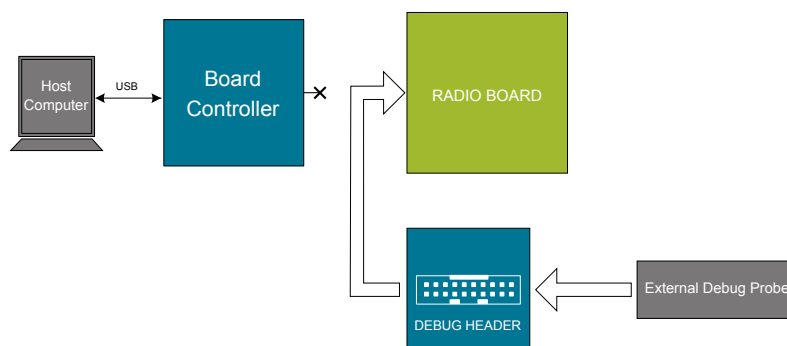 Host
Computer
USB
Board
Controller
RADIO BOARD
DEBUG HEADER
External Debug Probe